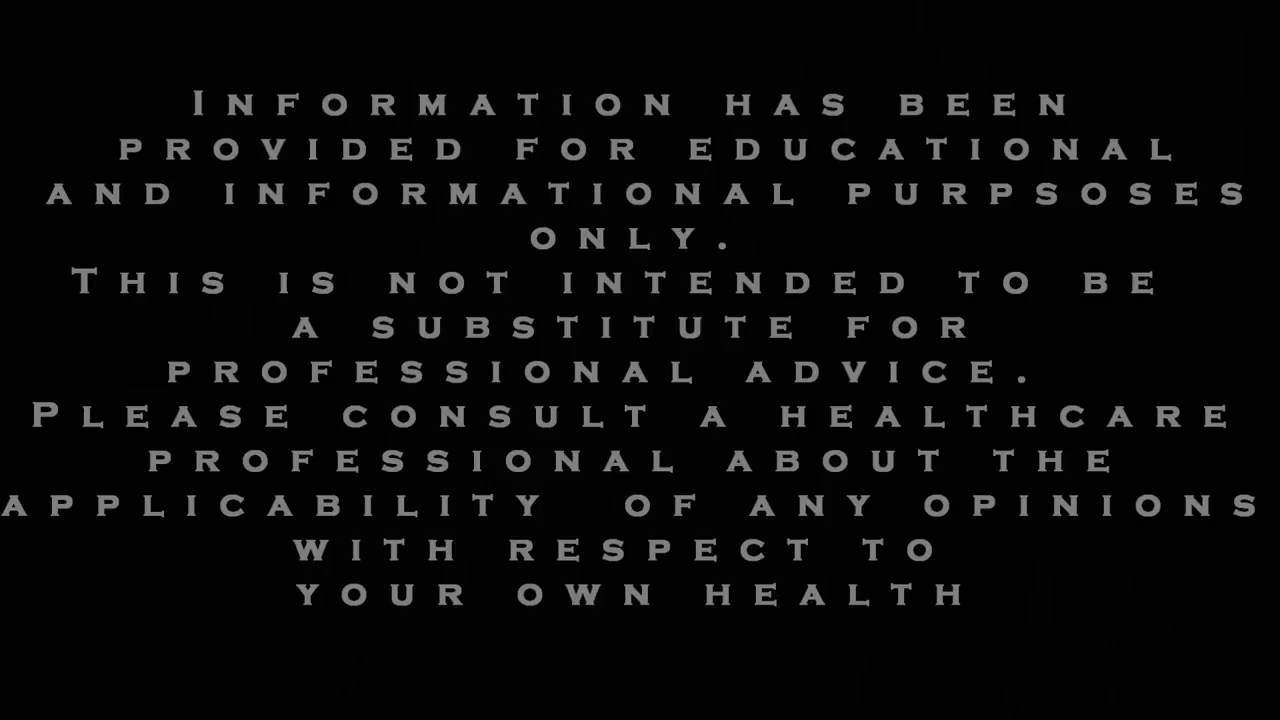 Information has been
provided for educational
and informational purpsoses
only.
This is not intended to be
a substitute for
professional advice.
Please consult a healthcare
professional about the
applicability of any opinions
with respect to
your own health